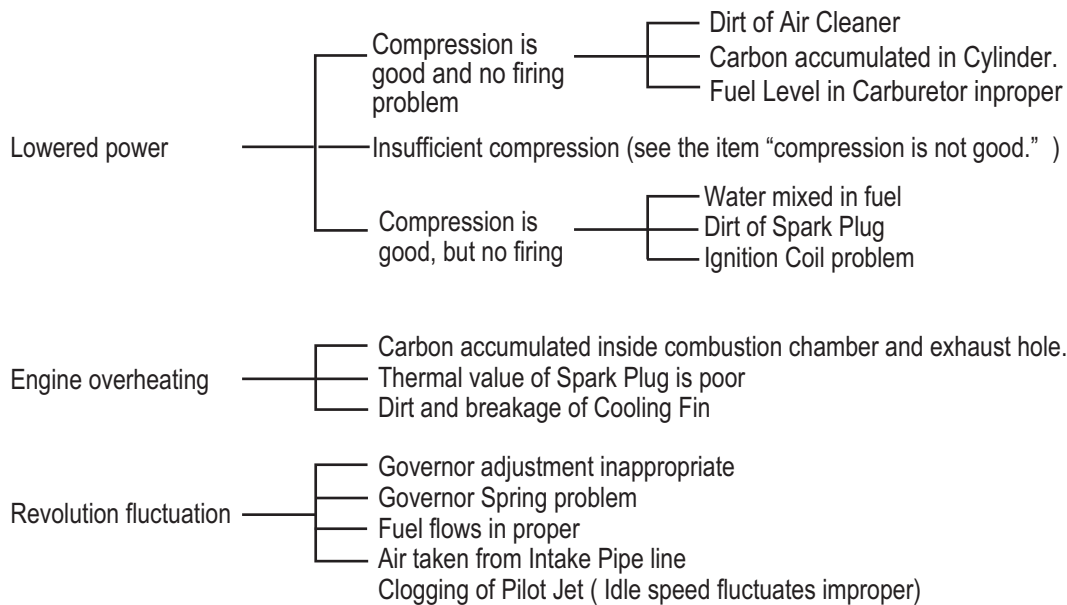 Lowered power
Compression is
good and no firing
problem
Dirt of Air Cleaner
Carbon accumulated in Cylinder.
Fuel Level in Carburetor inproper
Insufficient compression (see the item “compression is not good.” )
Compression is
good, but no firing
Water mixed in fuel
Dirt of Spark Plug
Ignition Coil problem
Engine overheating
Carbon accumulated inside combustion chamber and exhaust hole.
Thermal value of Spark Plug is poor
Dirt and breakage of Cooling Fin
Revolution fluctuation
Governor adjustment inappropriate
Governor Spring problem
Fuel flows in proper
Air taken from Intake Pipe line
Clogging of Pilot Jet ( Idle speed fluctuates improper)